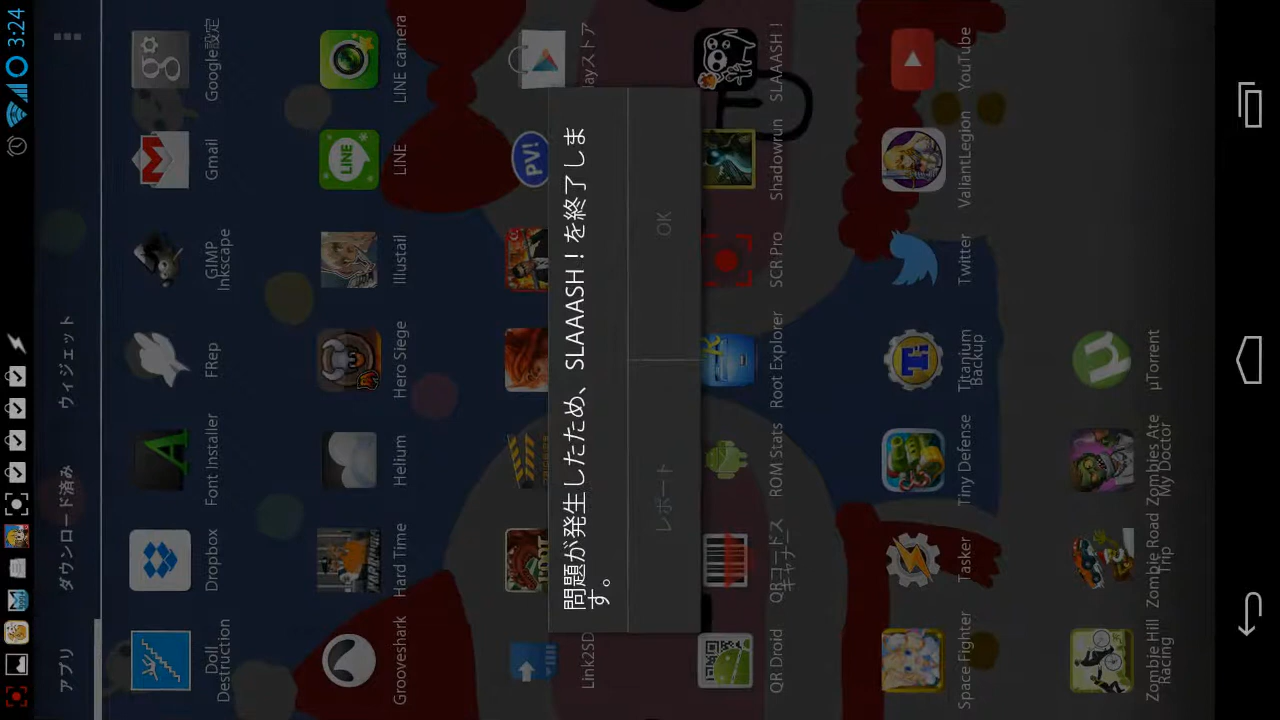 3:24
アプリ
ダウンロード済み
ウィジェット
Doll
Destruction
Dropbox
Font Installer
FRep
GIMP
Inkscape
Gmail
Google設定
Grooveshark
Hard Time
Helium
Hero Siege
Illustail
LINE
LINE camera
PV!
Link2SD
layストア
問題が発生したため、SLAAASH！を終了しま
す。
レポート
OK
QR Droid
QRコードス
キャナー
ROM Stats
Root Explorer
SCR Pro
Shadowrun
SLAAASH！
Space Fighter
Tasker
Tiny Defense
Titanium
Backup
Twitter
ValiantLegion
YouTube
Zombie Hill
Racing
Zombie Road
Trip
Zombies Ate
My Doctor
µTorrent